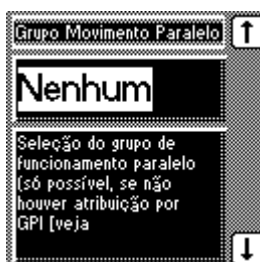 Grupo Movimento Paralelo
Nenhum
Seleção do grupo de
funcionamento paralelo
(só possível, se não
houver atribuição por
GPI [veja